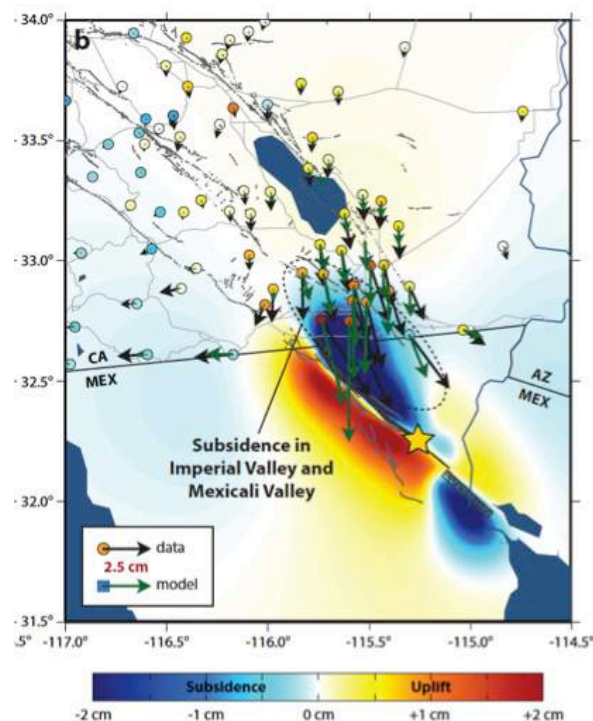 34.0°
b
33.5°
33.0°
32.5°
32.0°
31.5°
CA
MEX
AZ
MEX
Subsidence in
Imperial Valley and
Mexicali Valley
data
2.5 cm
model
5° -117.0° -116.5° -116.0° -115.5° -115.0° -114.5°
Subsidence Uplift
-2 cm -1 cm 0 cm +1 cm +2 cm